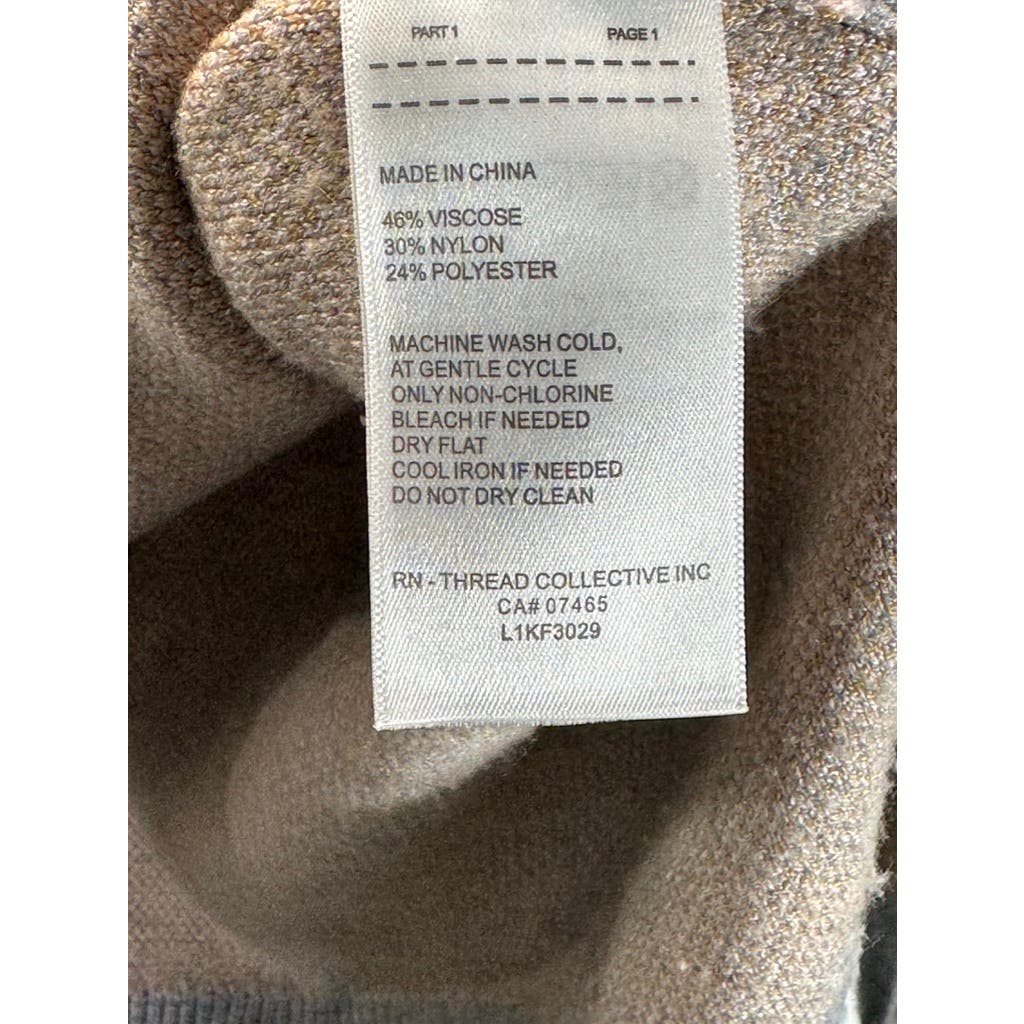 PART 1 PAGE 1
MADE IN CHINA
46% VISCOSE
30% NYLON
24% POLYESTER
MACHINE WASH COLD,
AT GENTLE CYCLE
ONLY NON-CHLORINE
BLEACH IF NEEDED
DRY FLAT
COOL IRON IF NEEDED
DO NOT DRY CLEAN
RN - THREAD COLLECTIVE INC
CA# 07465
L1KF3029